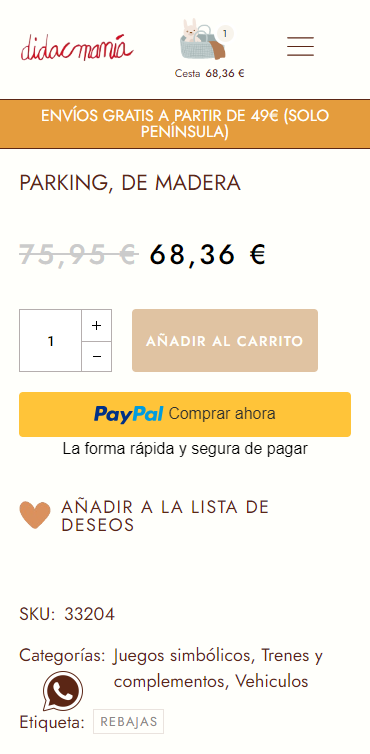 didacmanía
1
Cesta 68,36 €
ENVÍOS GRATIS A PARTIR DE 49€ (SOLO
PENÍNSULA)
PARKING, DE MADERA
75,95 € 68,36 €
1 + −
AÑADIR AL CARRITO
PayPal Comprar ahora
La forma rápida y segura de pagar
AÑADIR A LA LISTA DE
DESEOS
SKU: 33204
Categorías: Juegos simbólicos, Trenes y
complementos, Vehiculos
Etiqueta: REBAJAS